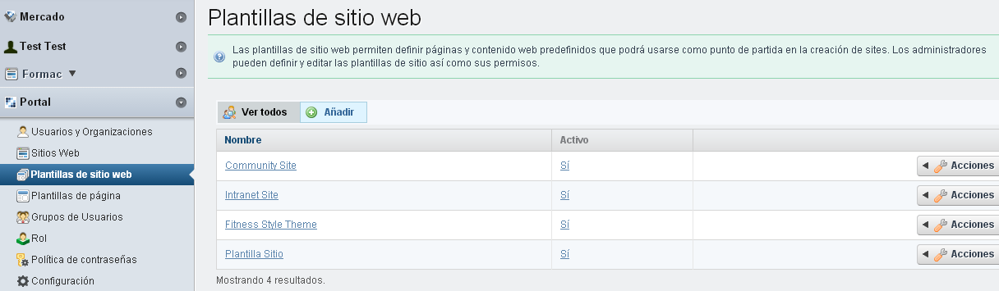 Mercado
Test Test
Formac
Portal
Usuarios y Organizaciones
Sitios Web
Plantillas de sitio web
Plantillas de página
Grupos de Usuarios
Rol
Política de contraseñas
Configuración
Plantillas de sitio web
Las plantillas de sitio web permiten definir páginas y contenido web predefinidos que podrá usarse como punto de partida en la creación de sites. Los administradores
pueden definir y editar las plantillas de sitio así como sus permisos.
Ver todos Añadir
Nombre Activo
Community Site Sí Acciones
Intranet Site Sí Acciones
Fitness Style Theme Sí Acciones
Plantilla Sitio Sí Acciones
Mostrando 4 resultados.